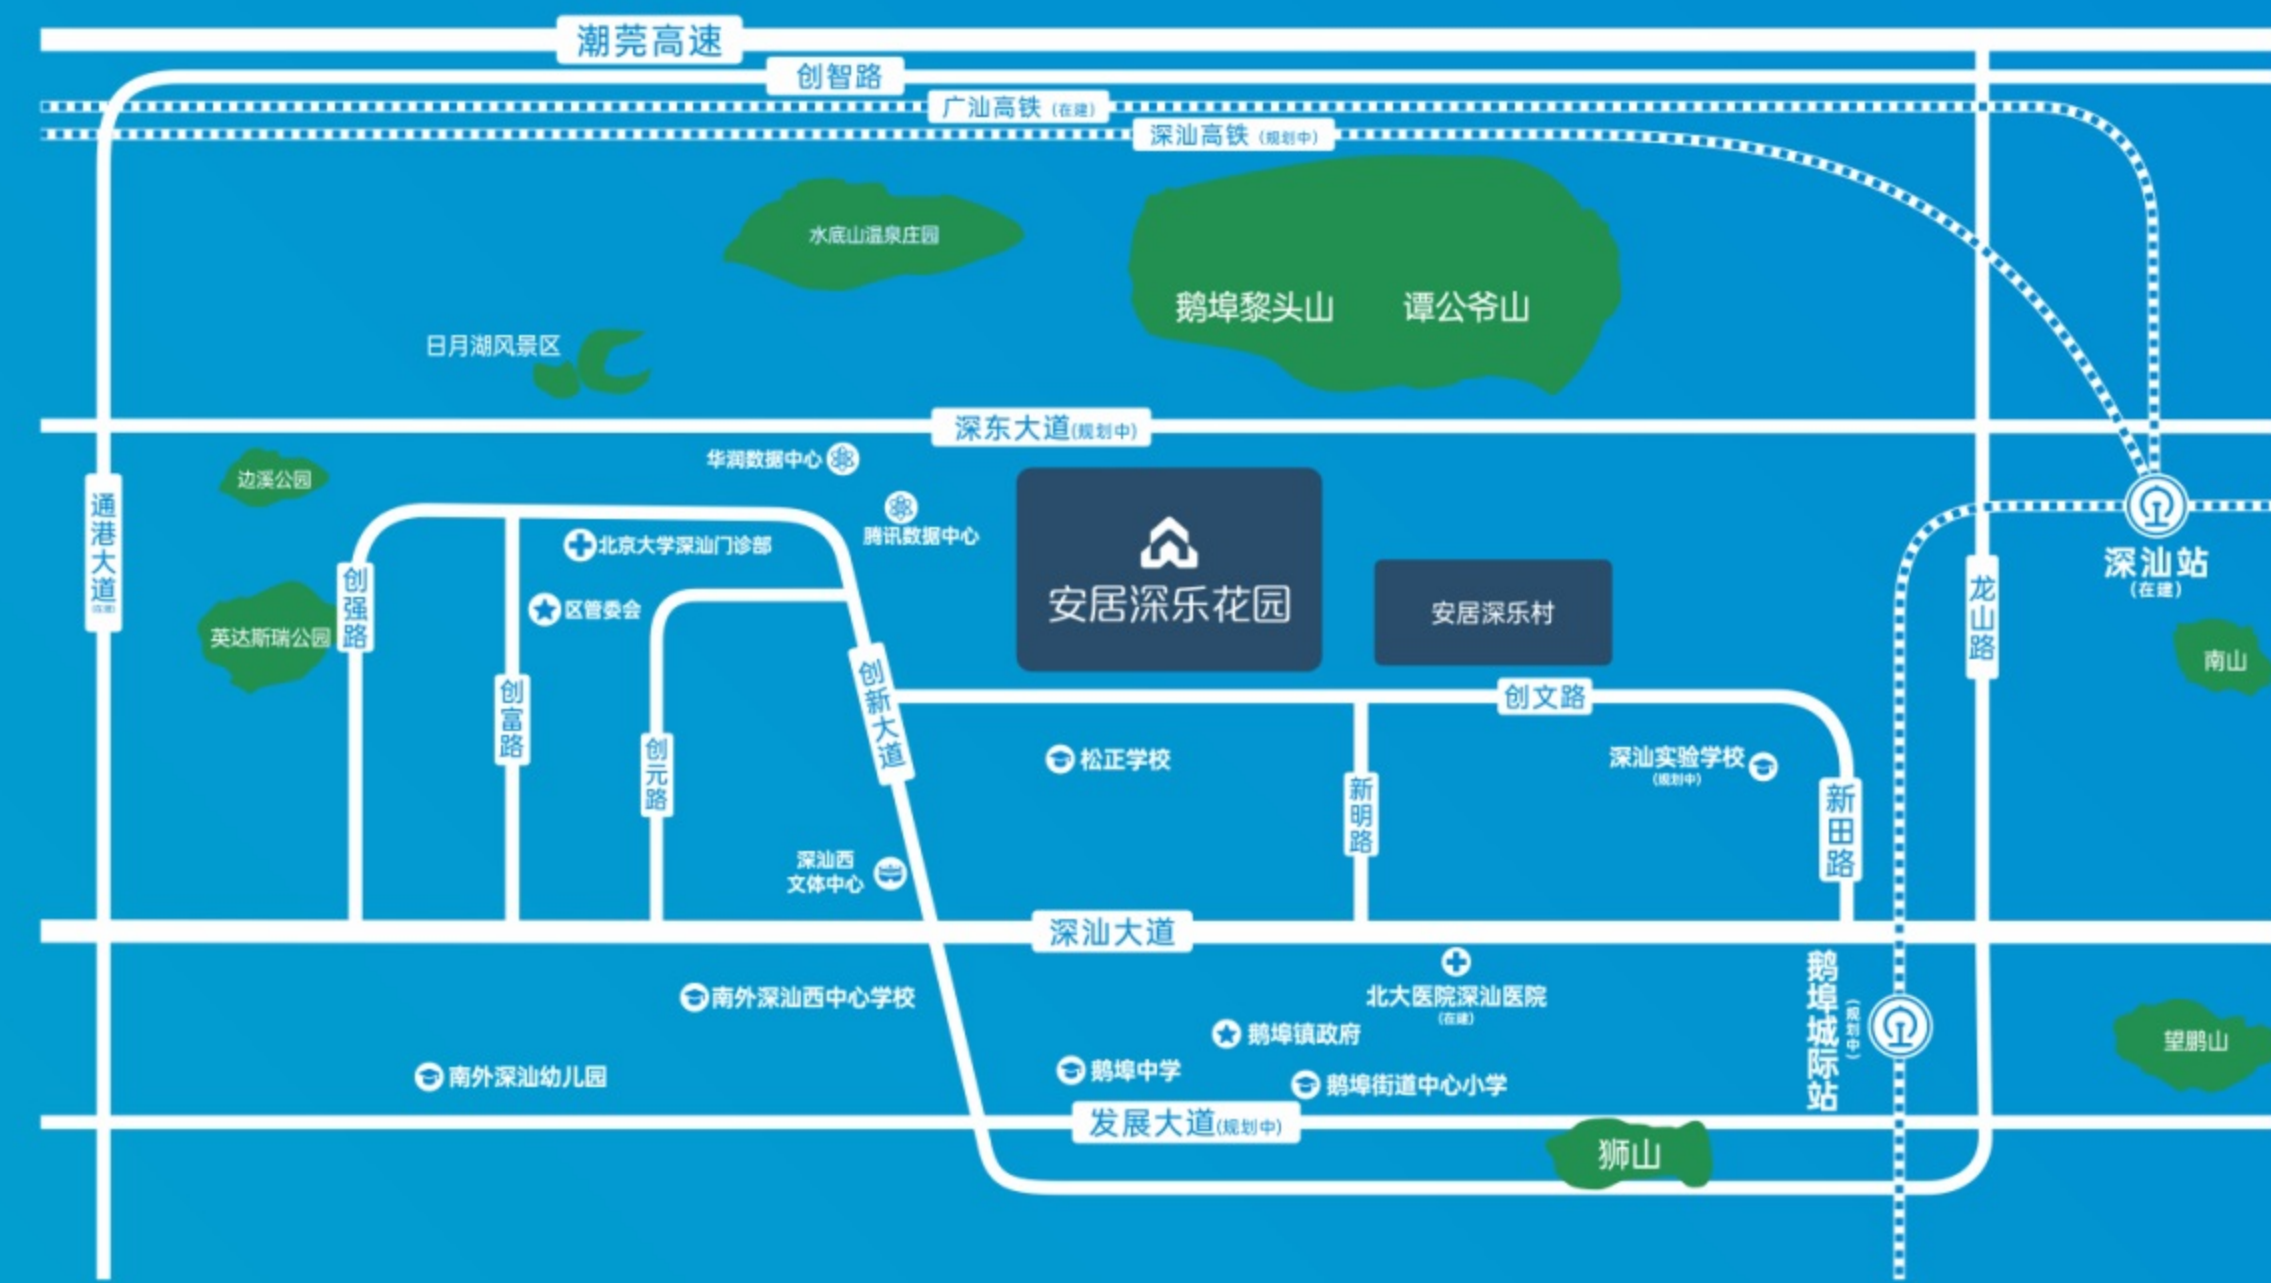 潮莞高速
创智路
广汕高铁 (在建)
深汕高铁 (规划中)
水底山温泉庄园
鹅埠黎头山
谭公爷山
日月湖风景区
深东大道(规划中)
华润数据中心
边溪公园
通港大道
(在建)
腾讯数据中心
北京大学深汕门诊部
安居深乐花园
安居深乐村
深汕站
(在建)
创强路
区管委会
英达斯瑞公园
龙山路
南山
创富路
创新大道
创文路
创元路
松正学校
深汕实验学校
(规划中)
新明路
新田路
深汕西
文体中心
深汕大道
南外深汕西中心学校
北大医院深汕医院
(在建)
鹅埠城际站
(规划中)
鹅埠镇政府
望鹏山
南外深汕幼儿园
鹅埠中学
鹅埠街道中心小学
发展大道(规划中)
狮山